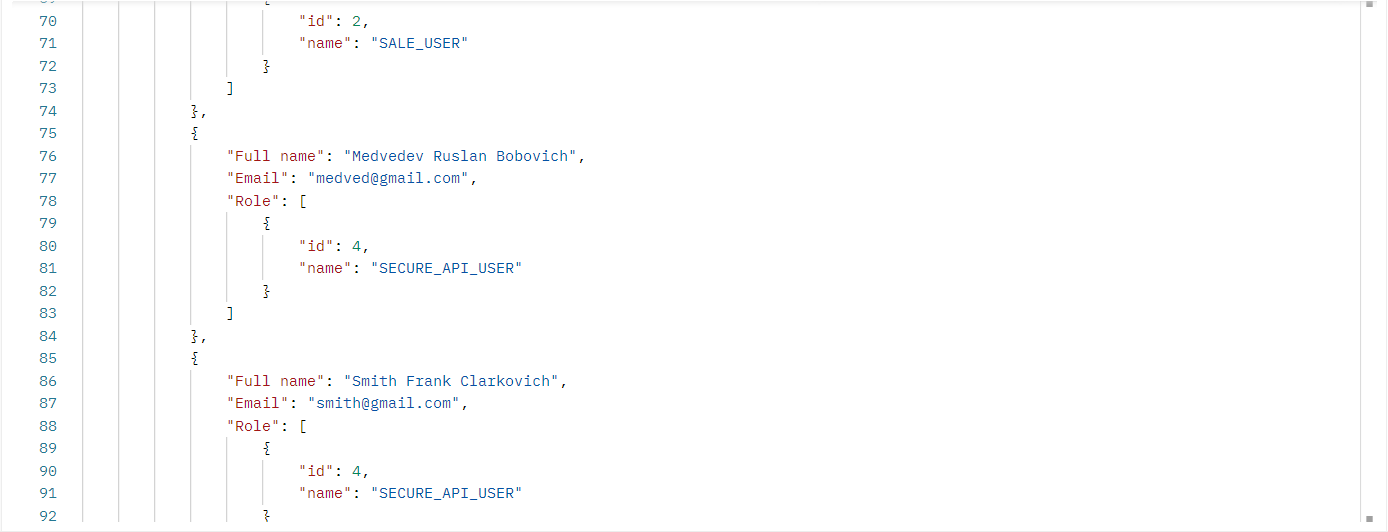 69 {
70 "id": 2,
71 "name": "SALE_USER"
72 }
73 ]
74 },
75 {
76 "Full name": "Medvedev Ruslan Bobovich",
77 "Email": "medved@gmail.com",
78 "Role": [
79 {
80 "id": 4,
81 "name": "SECURE_API_USER"
82 }
83 ]
84 },
85 {
86 "Full name": "Smith Frank Clarkovich",
87 "Email": "smith@gmail.com",
88 "Role": [
89 {
90 "id": 4,
91 "name": "SECURE_API_USER"
92 }